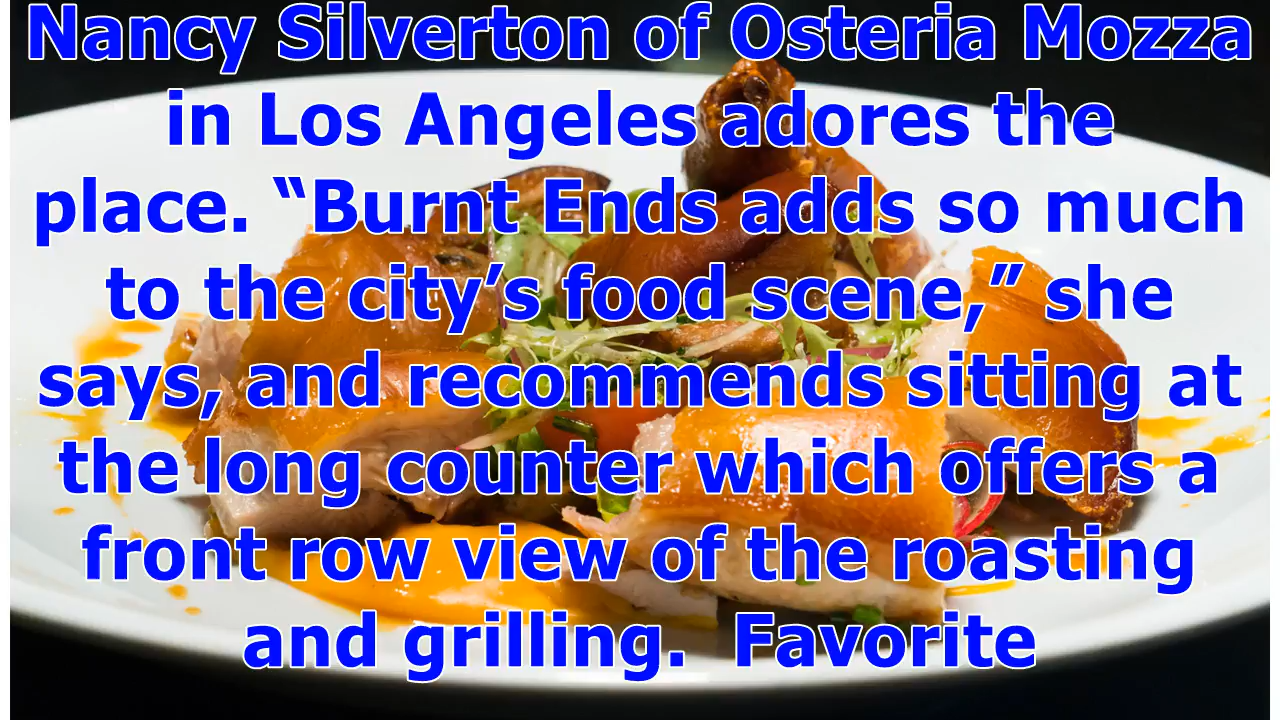 Nancy Silverton of Osteria Mozza
in Los Angeles adores the
place. “Burnt Ends adds so much
to the city’s food scene,” she
says, and recommends sitting at
the long counter which offers a
front row view of the roasting
and grilling.  Favorite